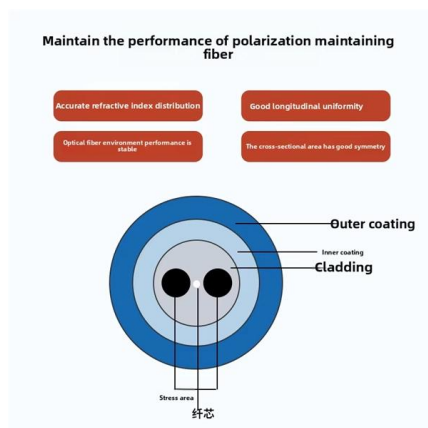 Maintain the performance of polarization maintaining
fiber
Accurate refractive index distribution
Good longitudinal uniformity
Optical fiber environment performance is
stable
The cross-sectional area has good symmetry
Outer coating
Inner coating
Cladding
Stress area
纤芯